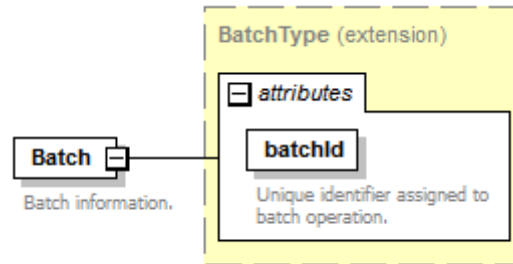 BatchType (extension)
attributes
Batch
batchId
Batch information.
Unique identifier assigned to
batch operation.